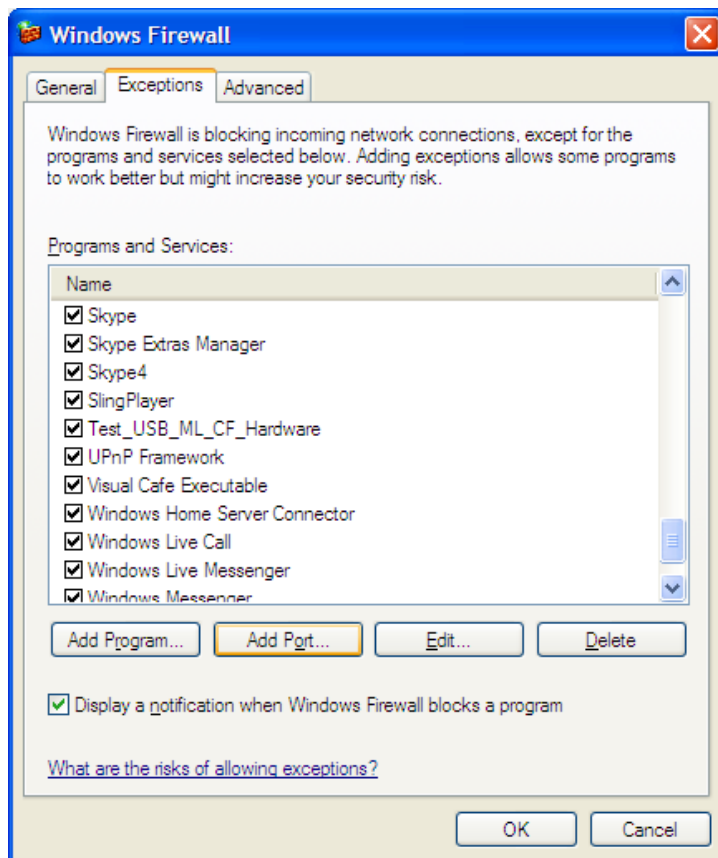 Windows Firewall
General Exceptions Advanced
Windows Firewall is blocking incoming network connections, except for the
programs and services selected below. Adding exceptions allows some programs
to work better but might increase your security risk.
Programs and Services:
Name
Skype
Skype Extras Manager
Skype4
SlingPlayer
Test_USB_ML_CF_Hardware
UPnP Framework
Visual Cafe Executable
Windows Home Server Connector
Windows Live Call
Windows Live Messenger
Windows Messenger
Add Program... Add Port... Edit... Delete
Display a notification when Windows Firewall blocks a program
What are the risks of allowing exceptions?
OK Cancel